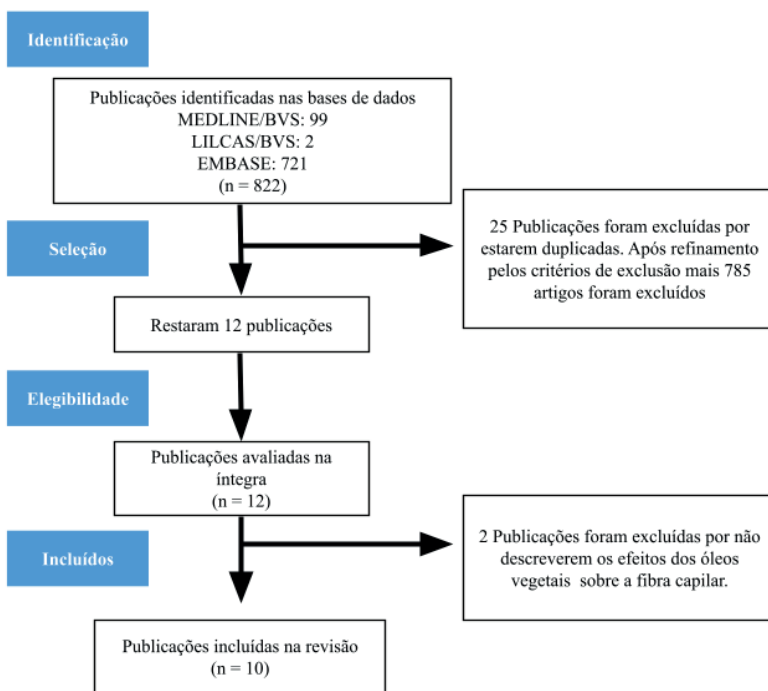 Identificação
Publicações identificadas nas bases de dados
MEDLINE/BVS: 99
LILCAS/BVS: 2
EMBASE: 721
(n = 822)
25 Publicações foram excluídas por
estarem duplicadas. Após refinamento
pelos critérios de exclusão mais 785
artigos foram excluídos
Seleção
Restaram 12 publicações
Elegibilidade
Publicações avaliadas na
íntegra
(n = 12)
2 Publicações foram excluídas por não
descreverem os efeitos dos óleos
vegetais sobre a fibra capilar.
Incluídos
Publicações incluídas na revisão
(n = 10)